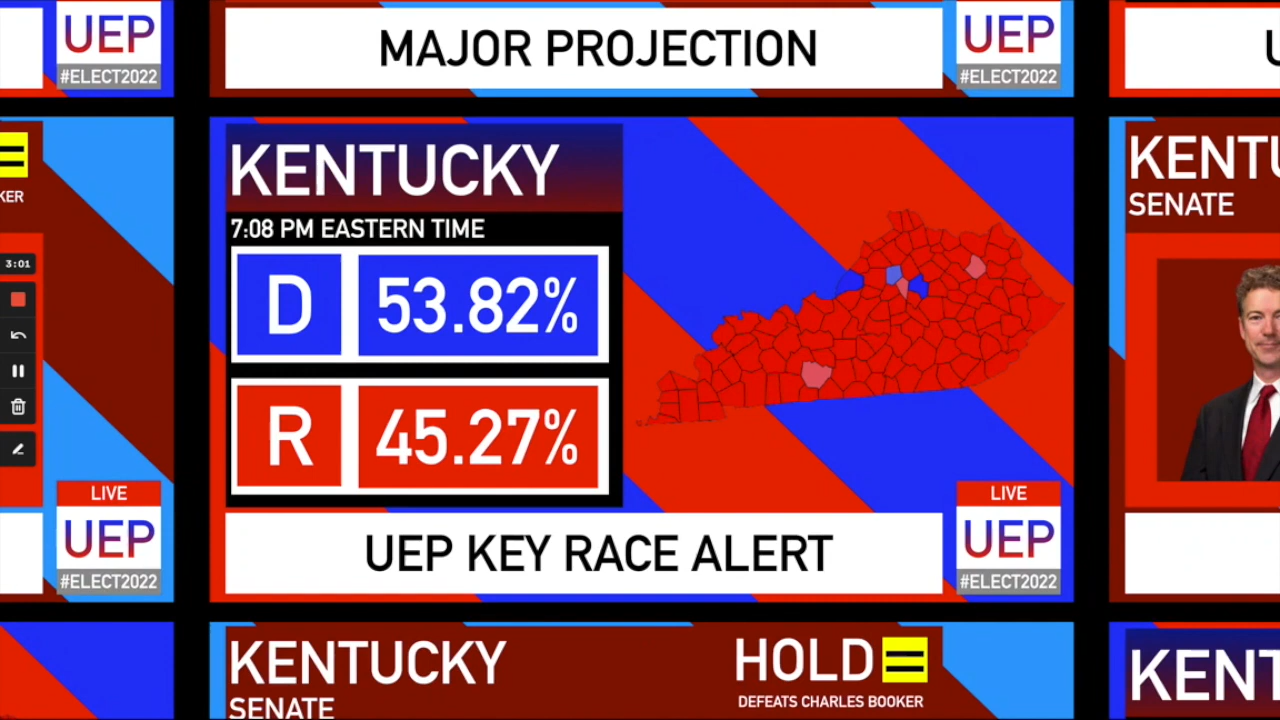 UEP
#ELECT2022
MAJOR PROJECTION
UEP
#ELECT2022
KER
3:01
LIVE
UEP
#ELECT2022
KENTUCKY
7:08 PM EASTERN TIME
D 53.82%
R 45.27%
UEP KEY RACE ALERT
LIVE
UEP
#ELECT2022
KENTU
SENATE
KENTUCKY
SENATE
HOLD
DEFEATS CHARLES BOOKER
KENT